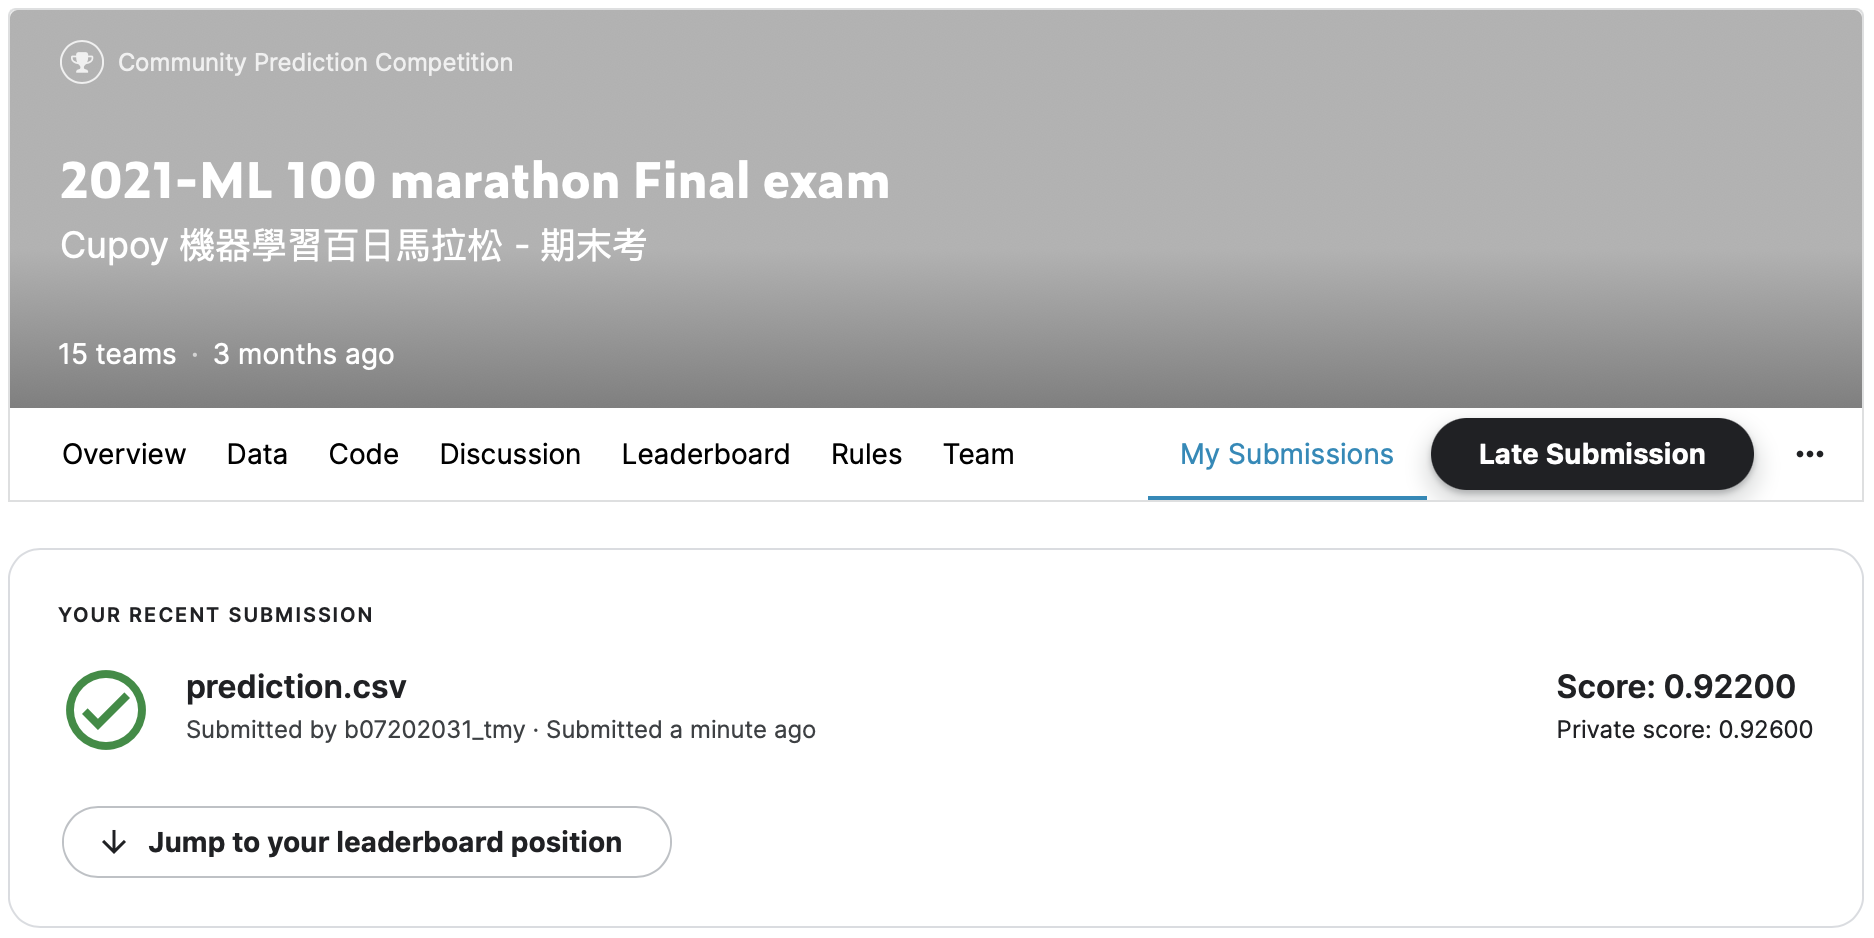 Community Prediction Competition
2021-ML 100 marathon Final exam
Cupoy 機器學習百日馬拉松 - 期末考
15 teams · 3 months ago
Overview Data Code Discussion Leaderboard Rules Team My Submissions Late Submission ...
YOUR RECENT SUBMISSION
prediction.csv Score: 0.92200
Submitted by b07202031_tmy · Submitted a minute ago Private score: 0.92600
↓ Jump to your leaderboard position